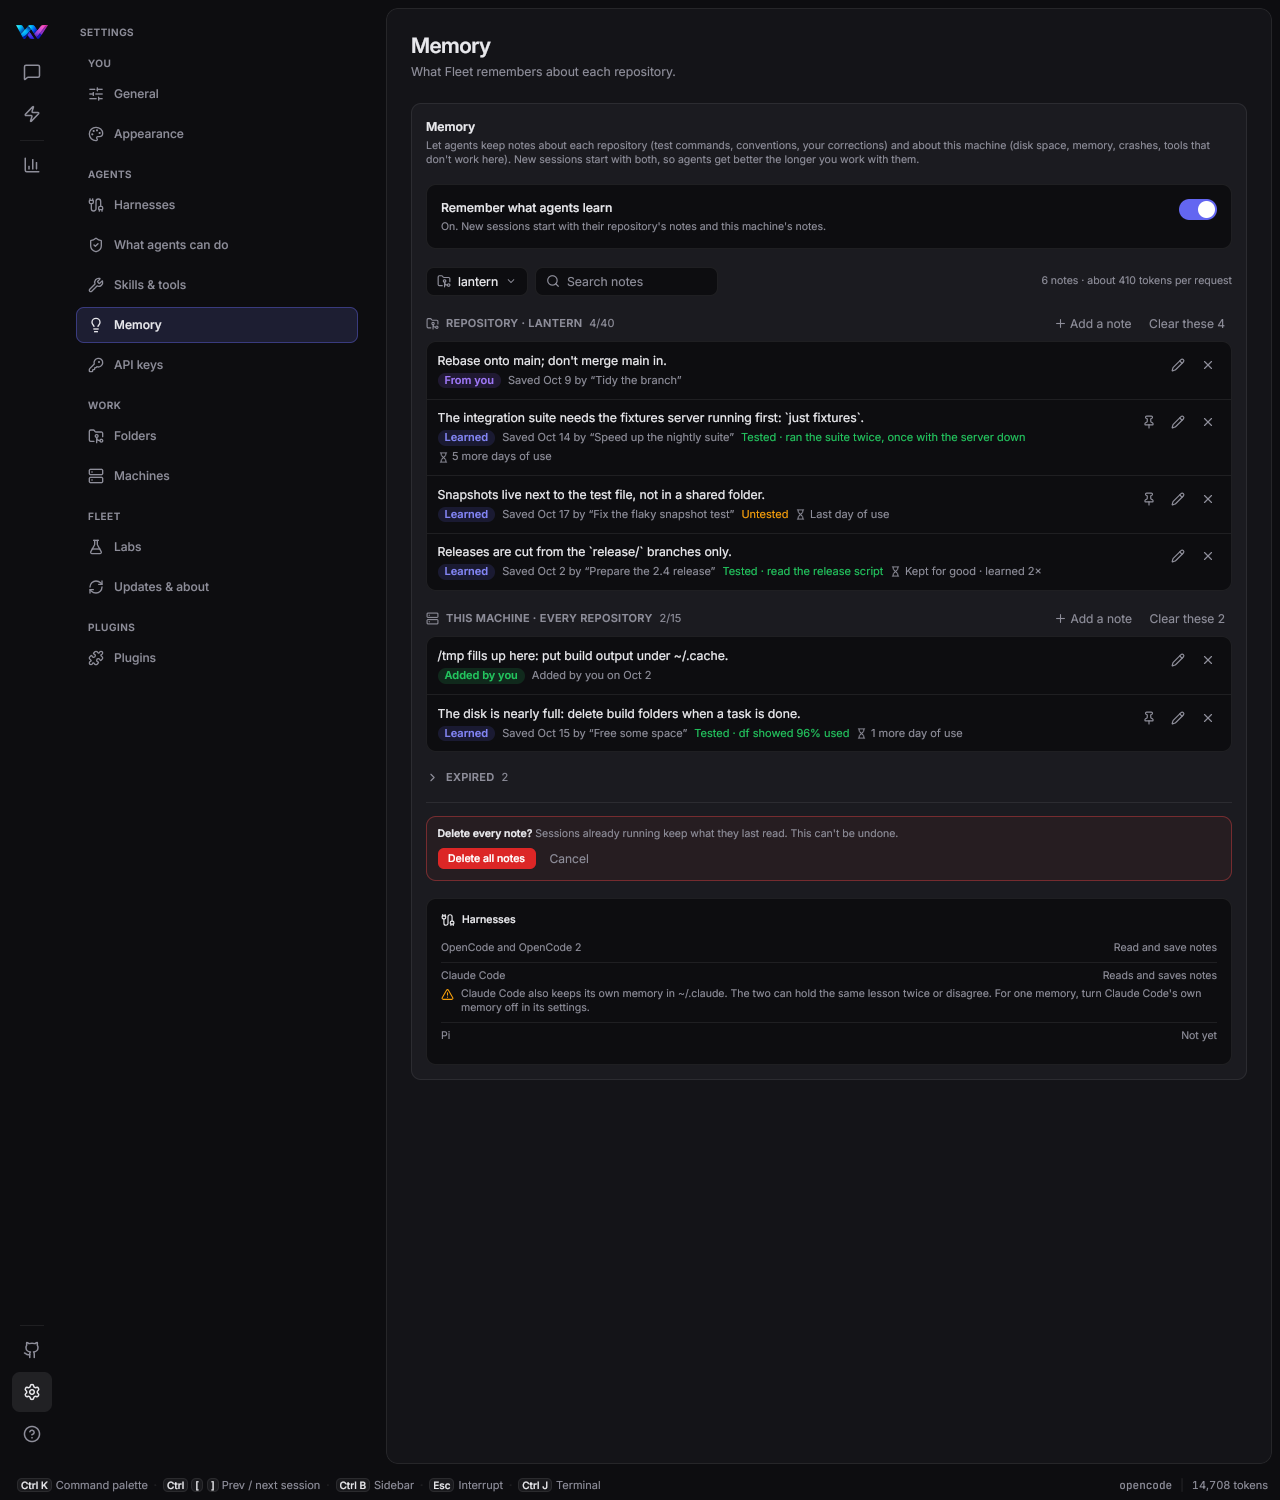 SETTINGS
YOU
General
Appearance
AGENTS
Harnesses
What agents can do
Skills & tools
Memory
API keys
WORK
Folders
Machines
FLEET
Labs
Updates & about
PLUGINS
Plugins
Memory
What Fleet remembers about each repository.
Memory
Let agents keep notes about each repository (test commands, conventions, your corrections) and about this machine (disk space, memory, crashes, tools that
don't work here). New sessions start with both, so agents get better the longer you work with them.
Remember what agents learn
On. New sessions start with their repository's notes and this machine's notes.
lantern
Search notes
6 notes · about 410 tokens per request
REPOSITORY · LANTERN 4/40
Add a note
Clear these 4
Rebase onto main; don't merge main in.
From you Saved Oct 9 by “Tidy the branch”
The integration suite needs the fixtures server running first: `just fixtures`.
Learned Saved Oct 14 by “Speed up the nightly suite” Tested · ran the suite twice, once with the server down
5 more days of use
Snapshots live next to the test file, not in a shared folder.
Learned Saved Oct 17 by “Fix the flaky snapshot test” Untested Last day of use
Releases are cut from the `release/` branches only.
Learned Saved Oct 2 by “Prepare the 2.4 release” Tested · read the release script Kept for good · learned 2×
THIS MACHINE · EVERY REPOSITORY 2/15
Add a note
Clear these 2
/tmp fills up here: put build output under ~/.cache.
Added by you Added by you on Oct 2
The disk is nearly full: delete build folders when a task is done.
Learned Saved Oct 15 by “Free some space” Tested · df showed 96% used 1 more day of use
EXPIRED 2
Delete every note? Sessions already running keep what they last read. This can't be undone.
Delete all notes
Cancel
Harnesses
OpenCode and OpenCode 2 Read and save notes
Claude Code Reads and saves notes
Claude Code also keeps its own memory in ~/.claude. The two can hold the same lesson twice or disagree. For one memory, turn Claude Code's own
memory off in its settings.
Pi Not yet
Ctrl K Command palette · Ctrl [ ] Prev / next session · Ctrl B Sidebar · Esc Interrupt · Ctrl J Terminal
opencode 14,708 tokens